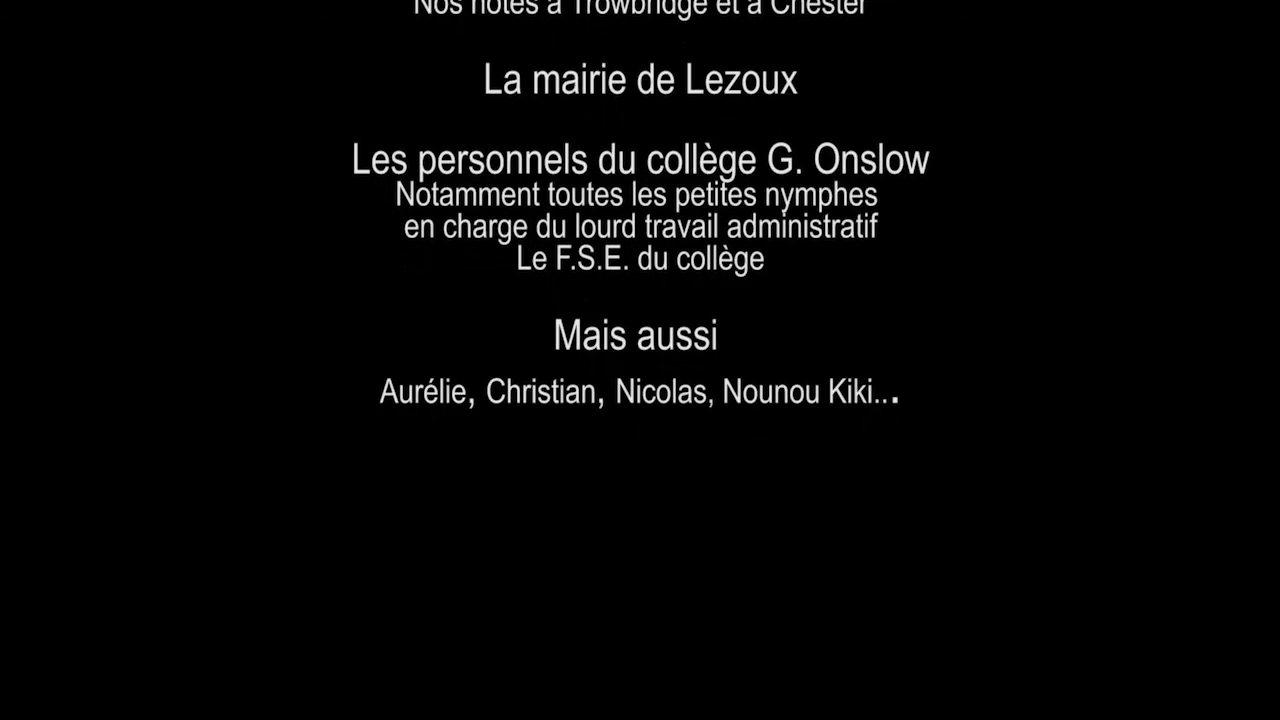 Nos hôtes à Trowbridge et à Chester
La mairie de Lezoux
Les personnels du collège G. Onslow
Notamment toutes les petites nymphes
en charge du lourd travail administratif
Le F.S.E. du collège
Mais aussi
Aurélie, Christian, Nicolas, Nounou Kiki...